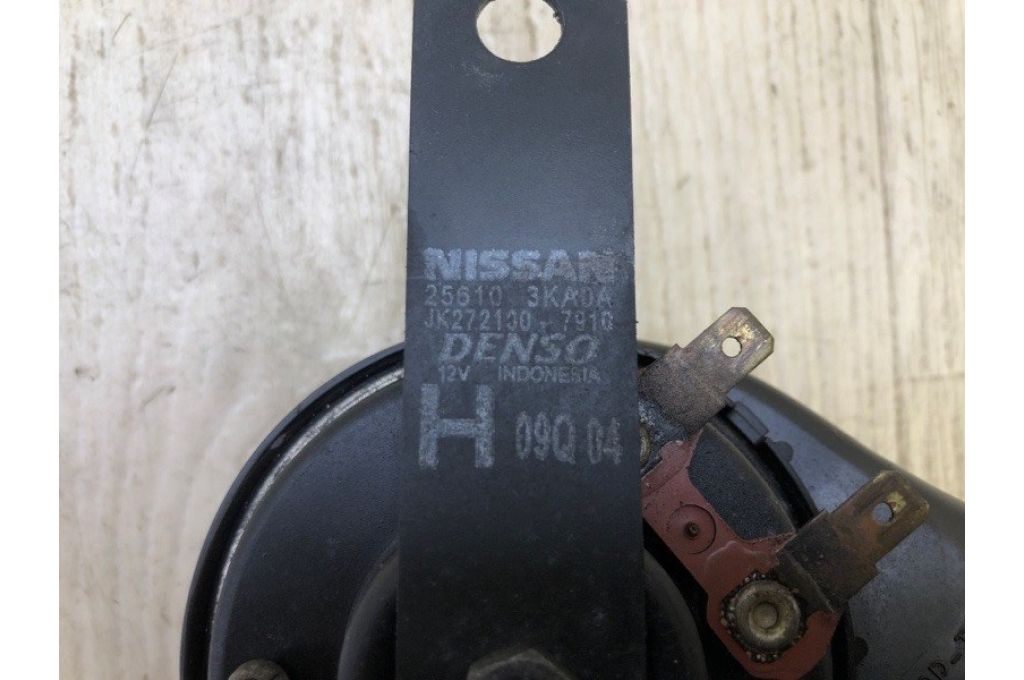 NISSAN
25610 3KA0A
JK272100-7910
DENSO
12V INDONESIA
H 09Q 04